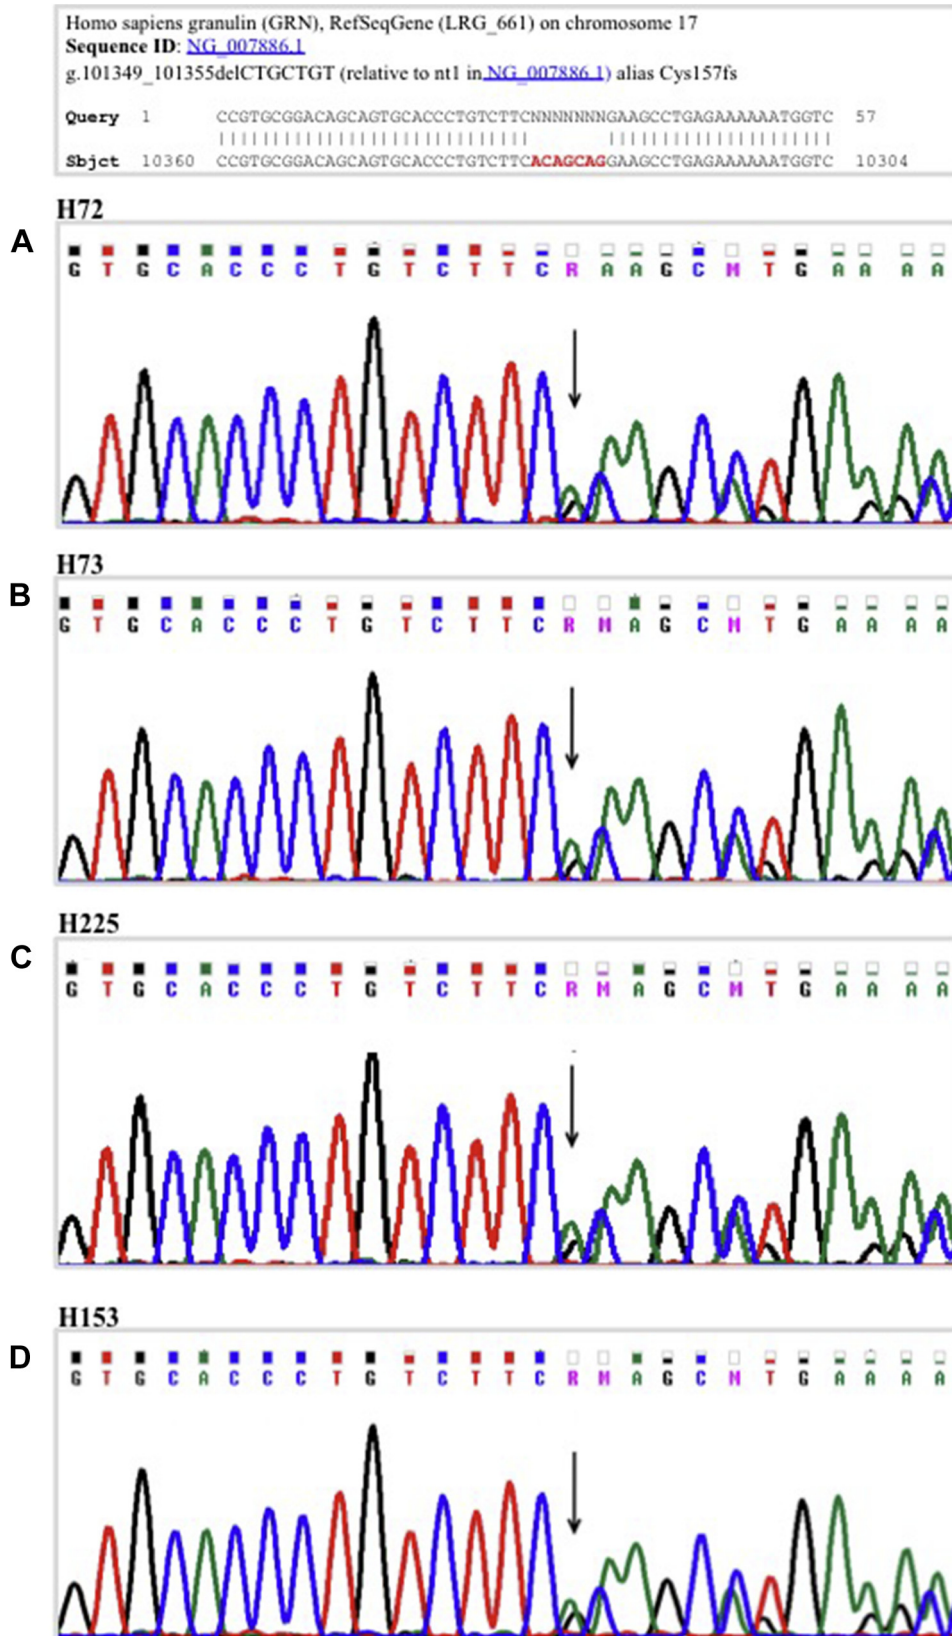 Homo sapiens granulin (GRN), RefSeqGene (LRG_661) on chromosome 17
Sequence ID: NG_007886.1
g.101349_101355delCTGCTGT (relative to nt1 in NG_007886.1) alias Cys157fs
Query 1 CCGTGCGGACAGCAGTGCACCCTGTCTTCNNNNNNNGAAGCCTGAGAAAAAATGGTC 57
Sbjct 10360 CCGTGCGGACAGCAGTGCACCCTGTCTTCACAGCAGGAAGCCTGAGAAAAAATGGTC 10304
H72
A
G T G C A C C C T G T C T T C R A A G C M T G A A A A
H73
B
G T G C A C C C T G T C T T C R M A G C M T G A A A A
H225
C
G T G C A C C C T G T C T T C R M A G C M T G A A A A
H153
D
G T G C A C C C T G T C T T C R M A G C M T G A A A A